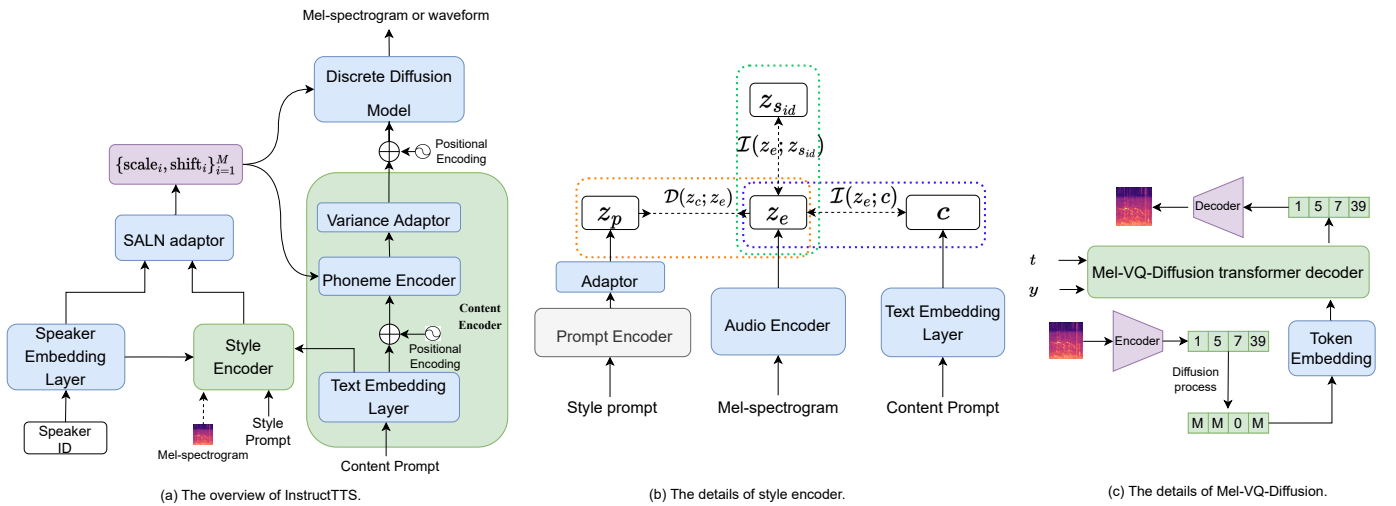 Mel-spectrogram or waveform
Discrete Diffusion
Model
Positional
Encoding
{scale_i, shift_i}_{i=1}^{M}
Variance Adaptor
SALN adaptor
Phoneme Encoder
Content
Encoder
Positional
Encoding
Speaker
Embedding
Layer
Style
Encoder
Text Embedding
Layer
Speaker
ID
Mel-spectrogram
Style
Prompt
Content Prompt
(a) The overview of InstructTTS.
z_{s_{id}}
I(z_e; z_{s_{id}})
D(z_c; z_e)
I(z_e; c)
z_p
z_e
c
Adaptor
Prompt Encoder
Audio Encoder
Text Embedding
Layer
Style prompt
Mel-spectrogram
Content Prompt
(b) The details of style encoder.
Decoder
1 5 7 39
t
y
Mel-VQ-Diffusion transformer decoder
Encoder
1 5 7 39
Token
Embedding
Diffusion
process
M M 0 M
(c) The details of Mel-VQ-Diffusion.